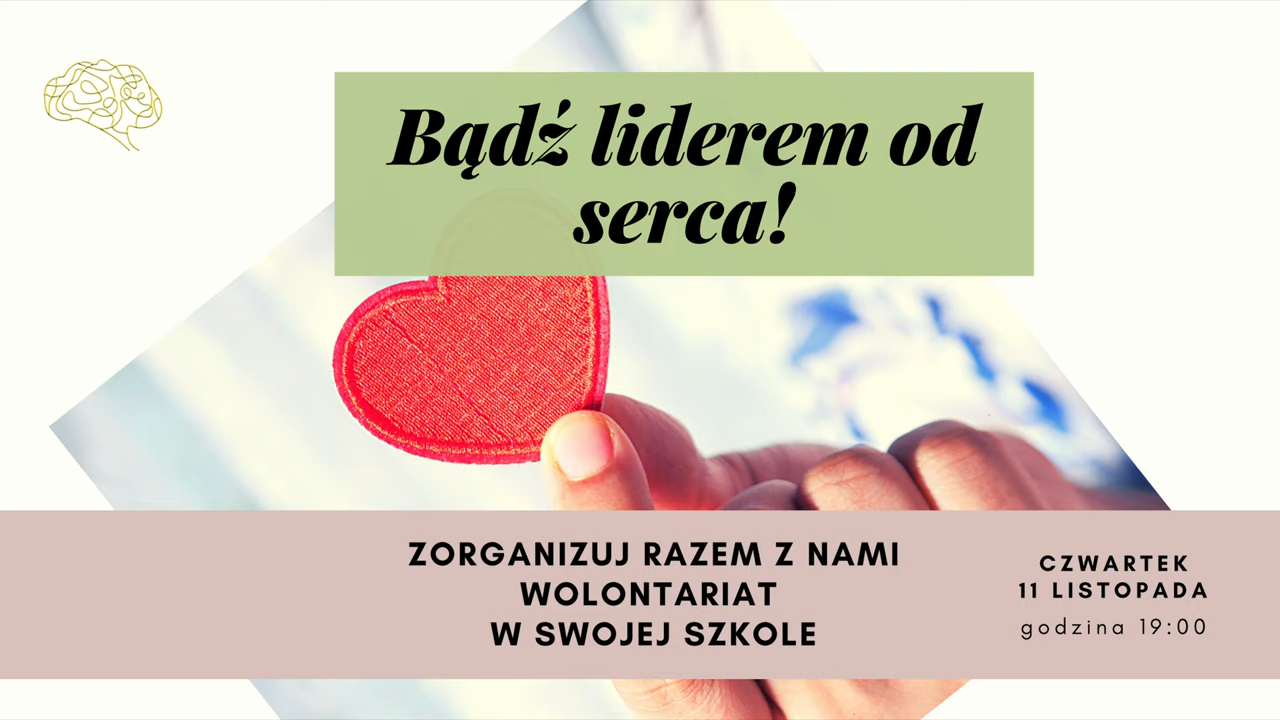 Bądź liderem od
serca!
ZORGANIZUJ RAZEM Z NAMI
WOLONTARIAT
W SWOJEJ SZKOLE
CZWARTEK
11 LISTOPADA
godzina 19:00